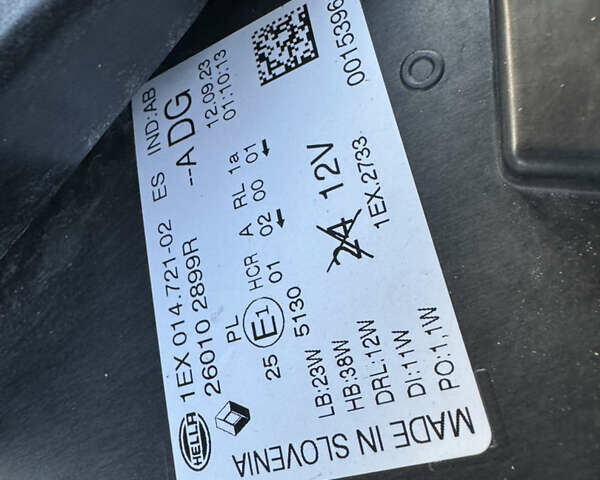 HELLA 1EX 014.721-02 ES IND:AB
26010 2899R --A DG
12.09.23
01:10:13
PL
25 E1 HCR A RL 1a
01 02 00 01
5130
24 12V
1EX.2733
0015396
LB:23W
HB:38W
DRL:12W
DI:11W
PO:1.1W
MADE IN SLOVENIA